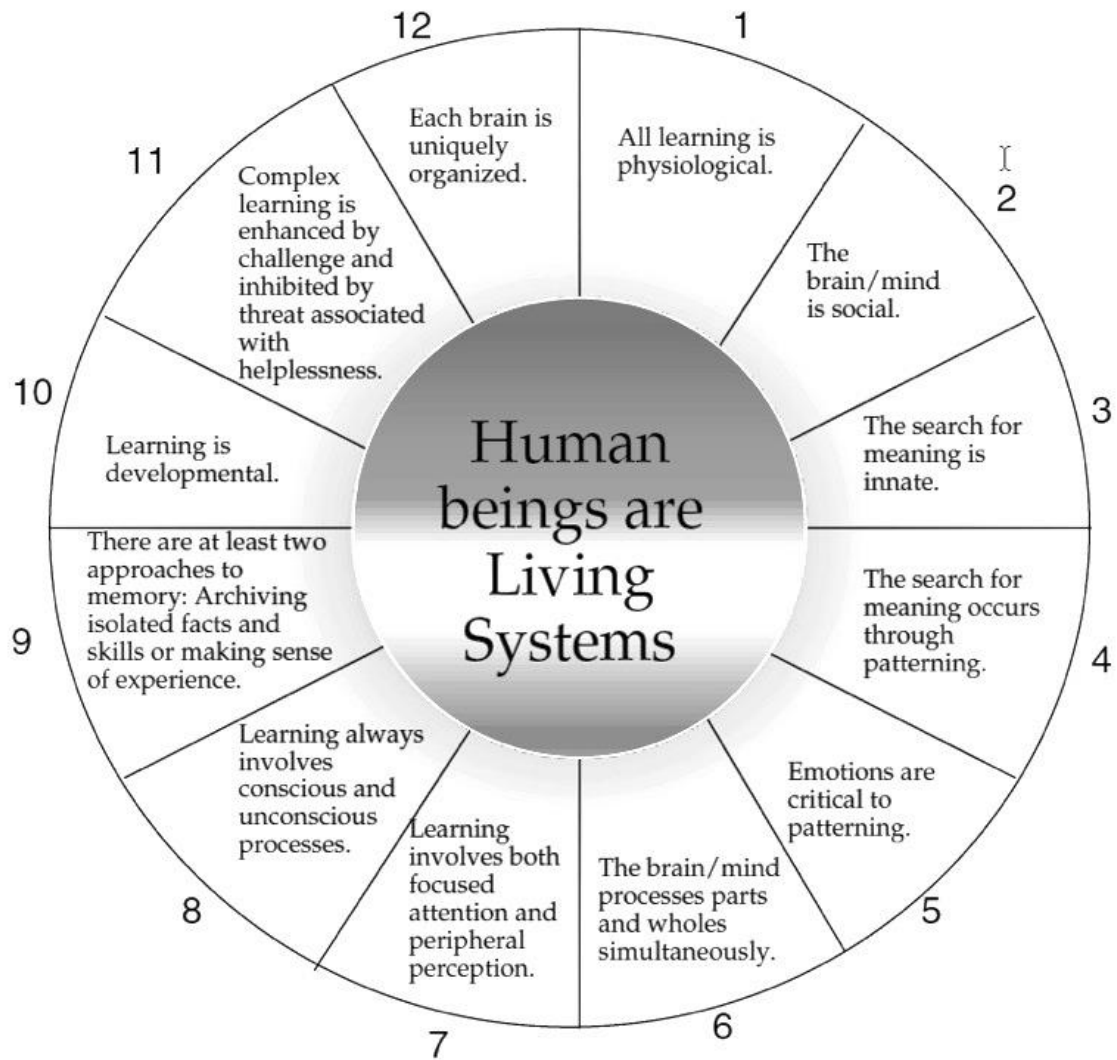 1
All learning is
physiological.
2
The
brain/mind
is social.
3
The search for
meaning is
innate.
4
The search for
meaning occurs
through
patterning.
5
Emotions are
critical to
patterning.
6
The brain/mind
processes parts
and wholes
simultaneously.
7
Learning
involves both
focused
attention and
peripheral
perception.
8
Learning always
involves
conscious and
unconscious
processes.
9
There are at least two
approaches to
memory: Archiving
isolated facts and
skills or making sense
of experience.
10
Learning is
developmental.
11
Complex
learning is
enhanced by
challenge and
inhibited by
threat associated
with
helplessness.
12
Each brain is
uniquely
organized.
Human
beings are
Living
Systems